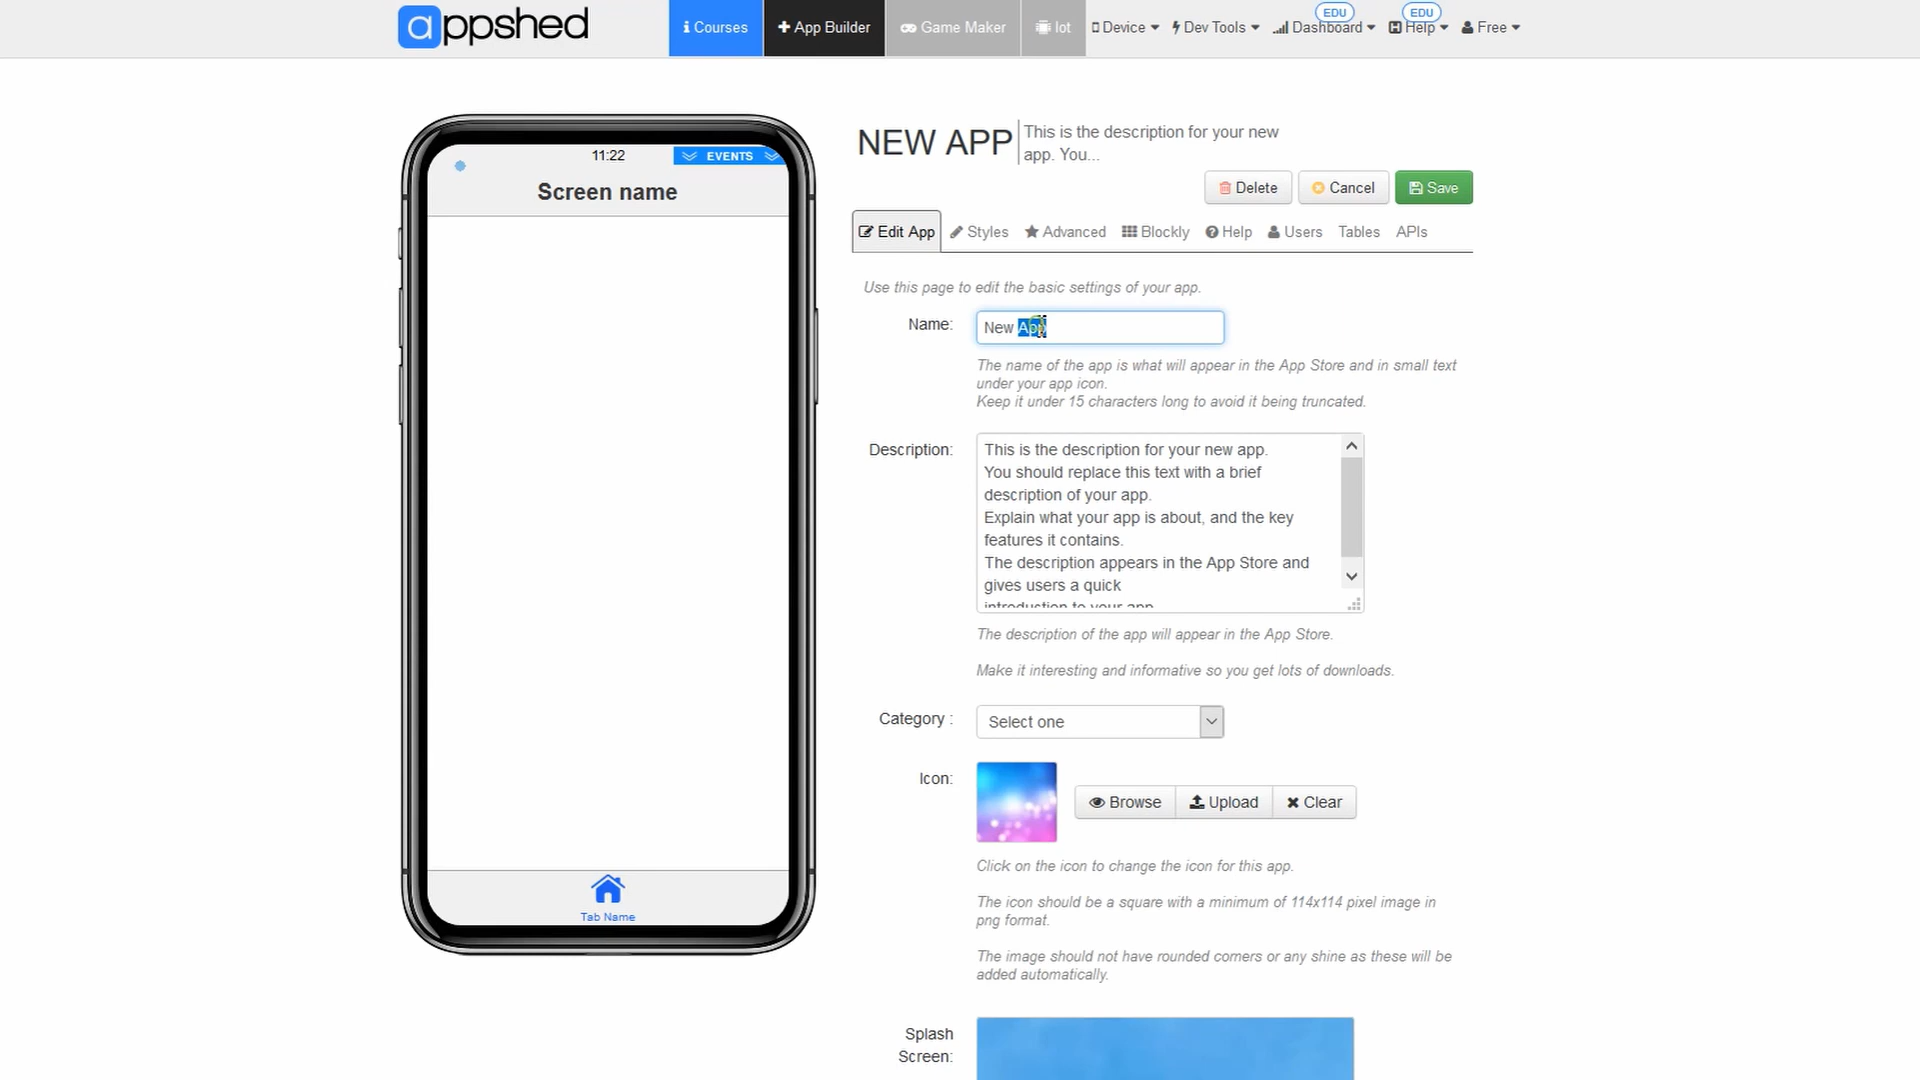 appshed
Courses
App Builder
Game Maker
Iot
Device
Dev Tools
EDU
Dashboard
EDU
Help
Free
11:22
EVENTS
Screen name
Tab Name
NEW APP
This is the description for your new
app. You...
Delete
Cancel
Save
Edit App
Styles
Advanced
Blockly
Help
Users
Tables
APIs
Use this page to edit the basic settings of your app.
Name:
New App
The name of the app is what will appear in the App Store and in small text
under your app icon.
Keep it under 15 characters long to avoid it being truncated.
Description:
This is the description for your new app.
You should replace this text with a brief
description of your app.
Explain what your app is about, and the key
features it contains.
The description appears in the App Store and
gives users a quick
introduction to your app
The description of the app will appear in the App Store.
Make it interesting and informative so you get lots of downloads.
Category :
Select one
Icon:
Browse
Upload
Clear
Click on the icon to change the icon for this app.
The icon should be a square with a minimum of 114x114 pixel image in
png format.
The image should not have rounded corners or any shine as these will be
added automatically.
Splash
Screen: